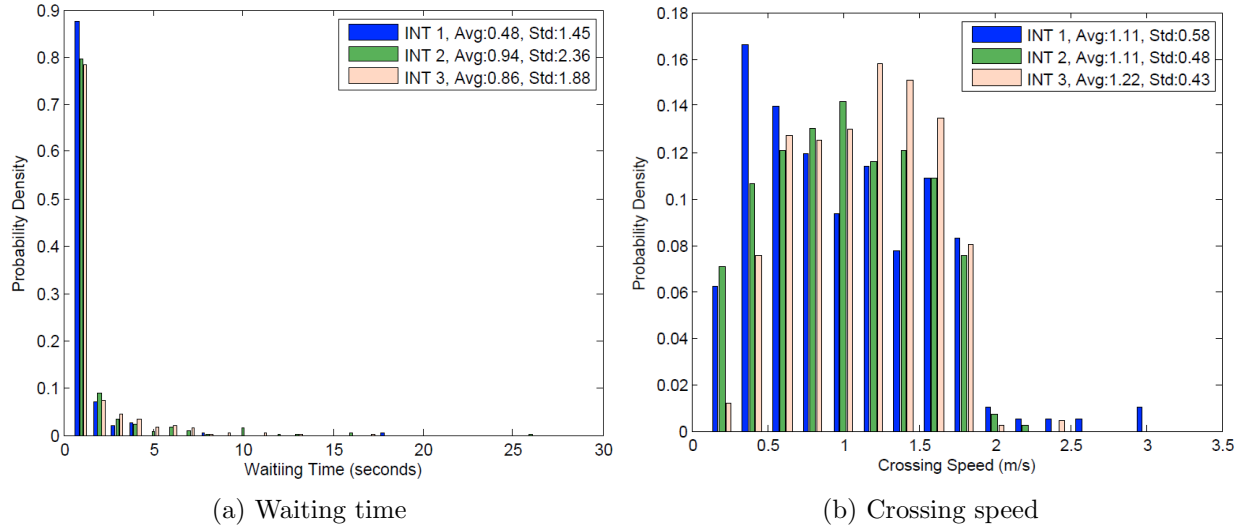 0.9
0.8
0.7
0.6
0.5
0.4
0.3
0.2
0.1
0
Probability Density
INT 1, Avg:0.48, Std:1.45
INT 2, Avg:0.94, Std:2.36
INT 3, Avg:0.86, Std:1.88
0 5 10 15 20 25 30
Waitiing Time (seconds)
(a) Waiting time
0.18
0.16
0.14
0.12
0.1
0.08
0.06
0.04
0.02
0
Probability Density
INT 1, Avg:1.11, Std:0.58
INT 2, Avg:1.11, Std:0.48
INT 3, Avg:1.22, Std:0.43
0 0.5 1 1.5 2 2.5 3 3.5
Crossing Speed (m/s)
(b) Crossing speed